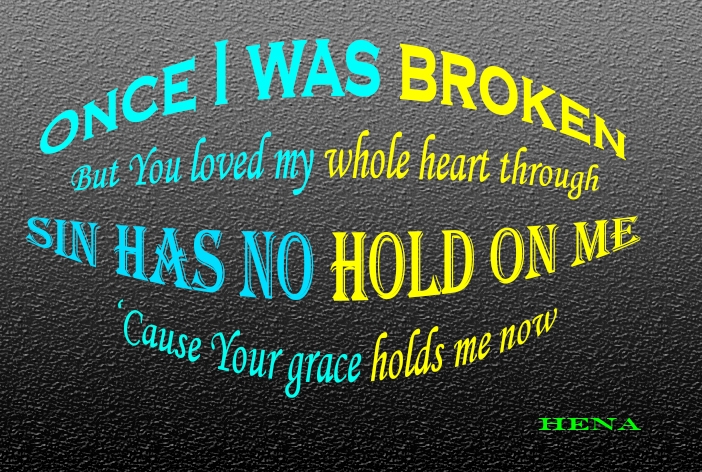 ONCE I WAS BROKEN
But You loved my whole heart through
SIN HAS NO HOLD ON ME
‘Cause Your grace holds me now
HENA